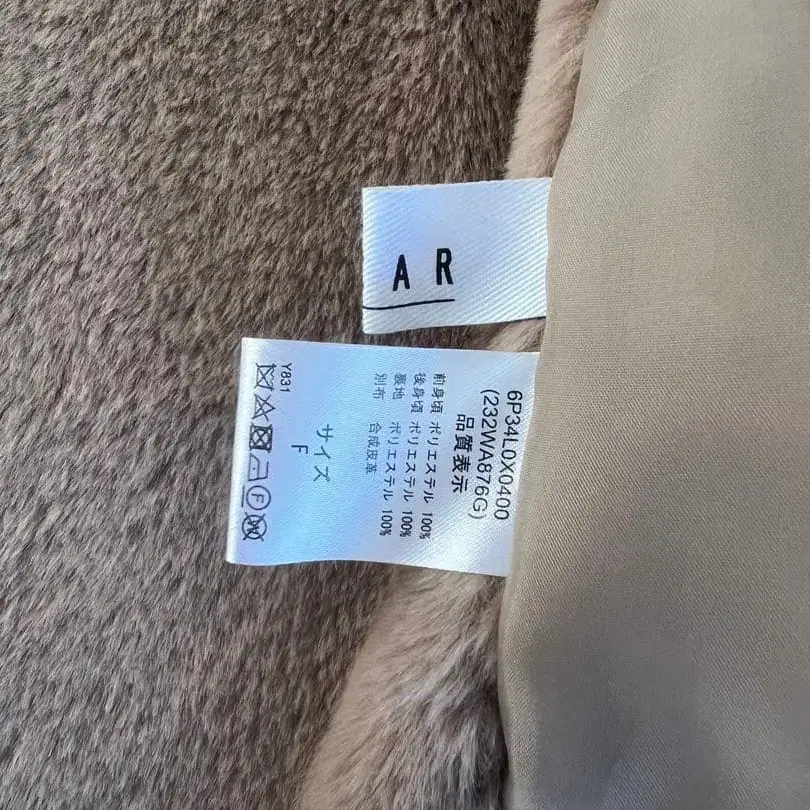 A R
6P34L0X0400
(232WA876G)
品質表示
前身頃 ポリエステル 100%
後身頃 ポリエステル 100%
裏地 ポリエステル 100%
別布 合成皮革
サイズ
F
Y831
F
W